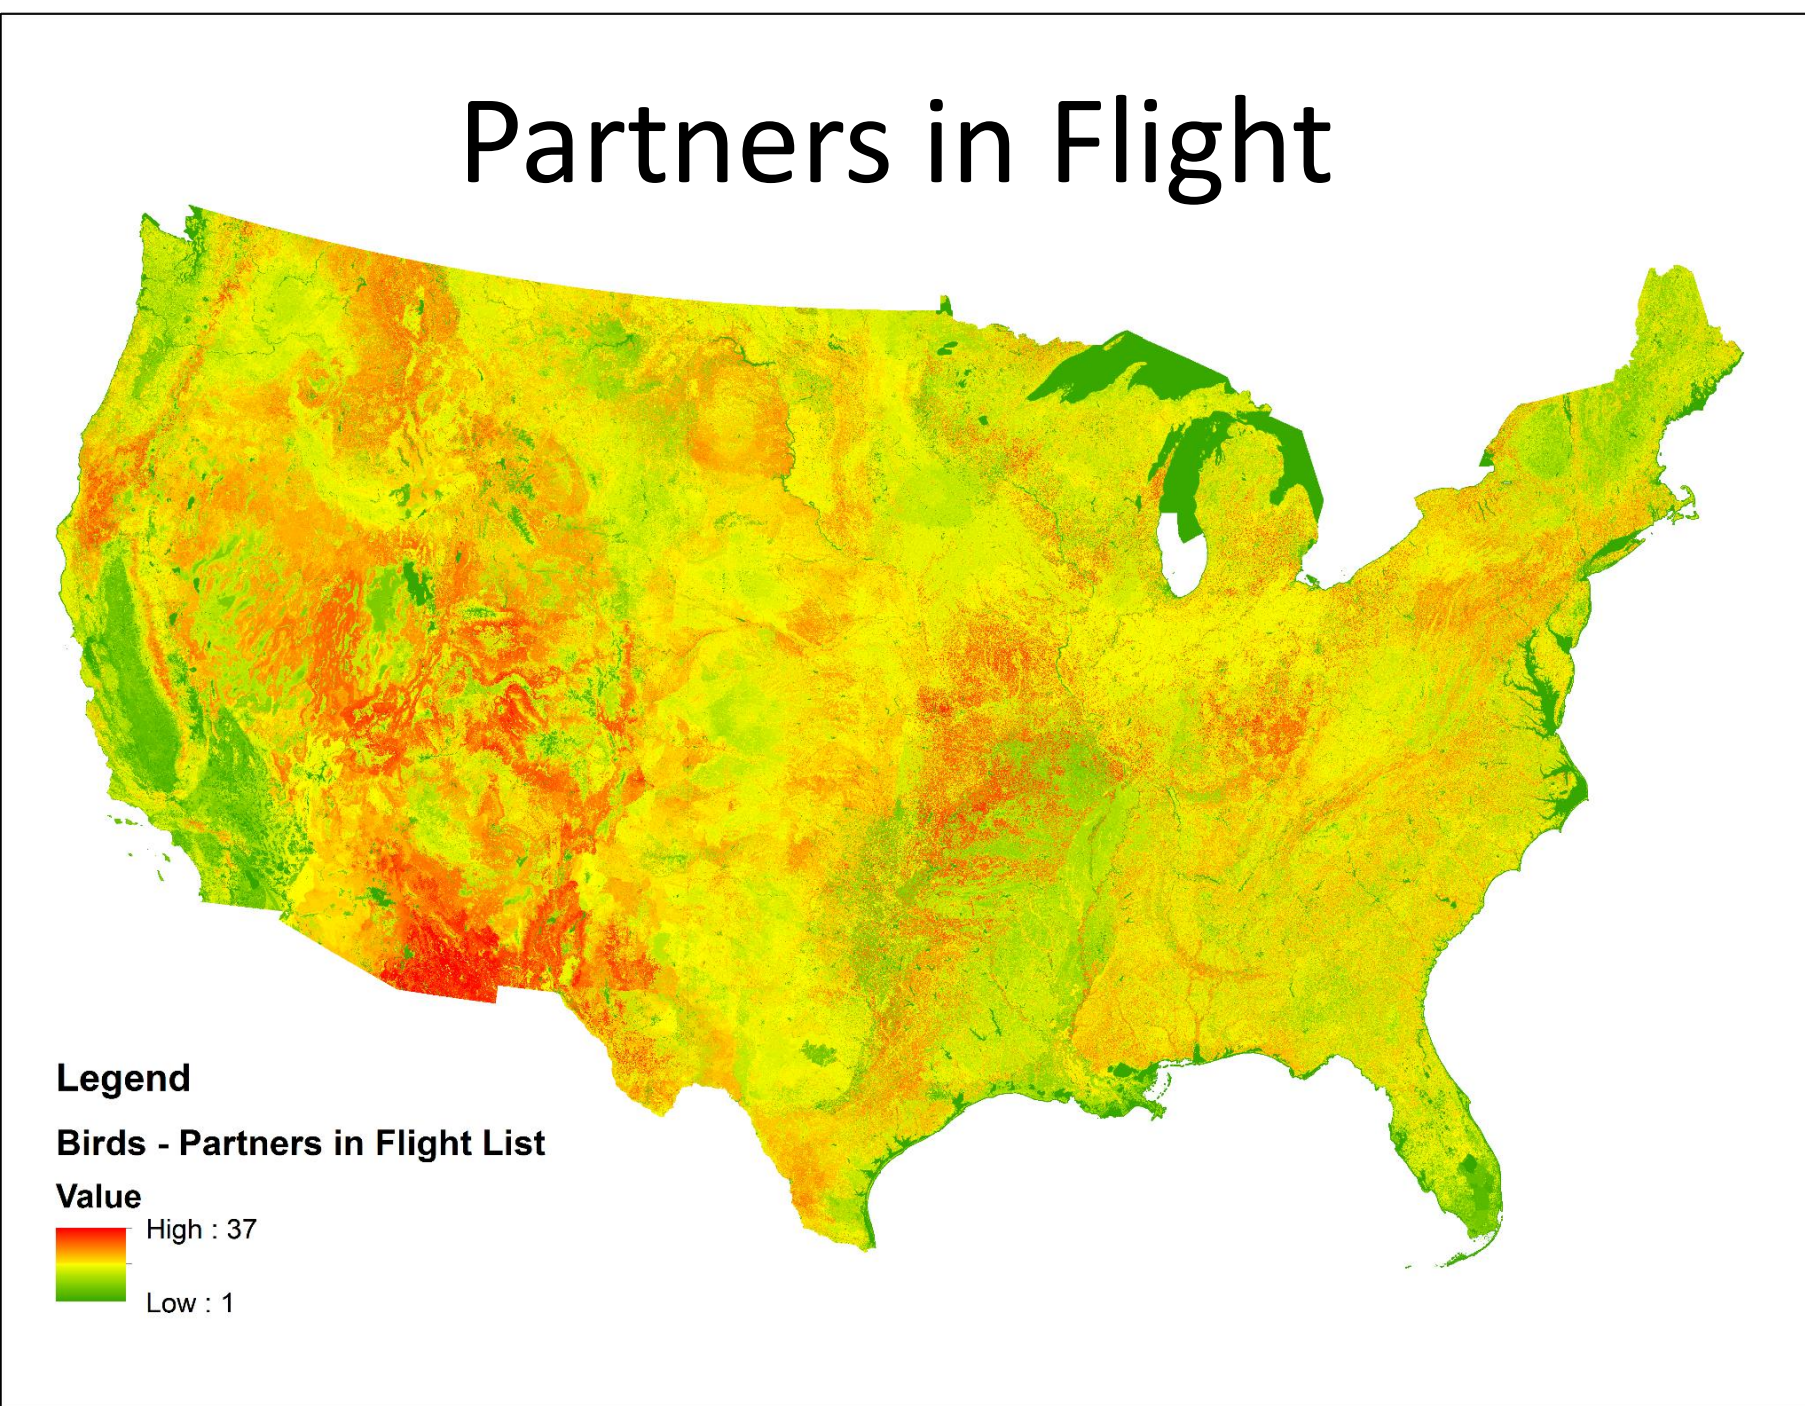 Partners in Flight
Legend
Birds - Partners in Flight List
Value
High : 37
Low : 1